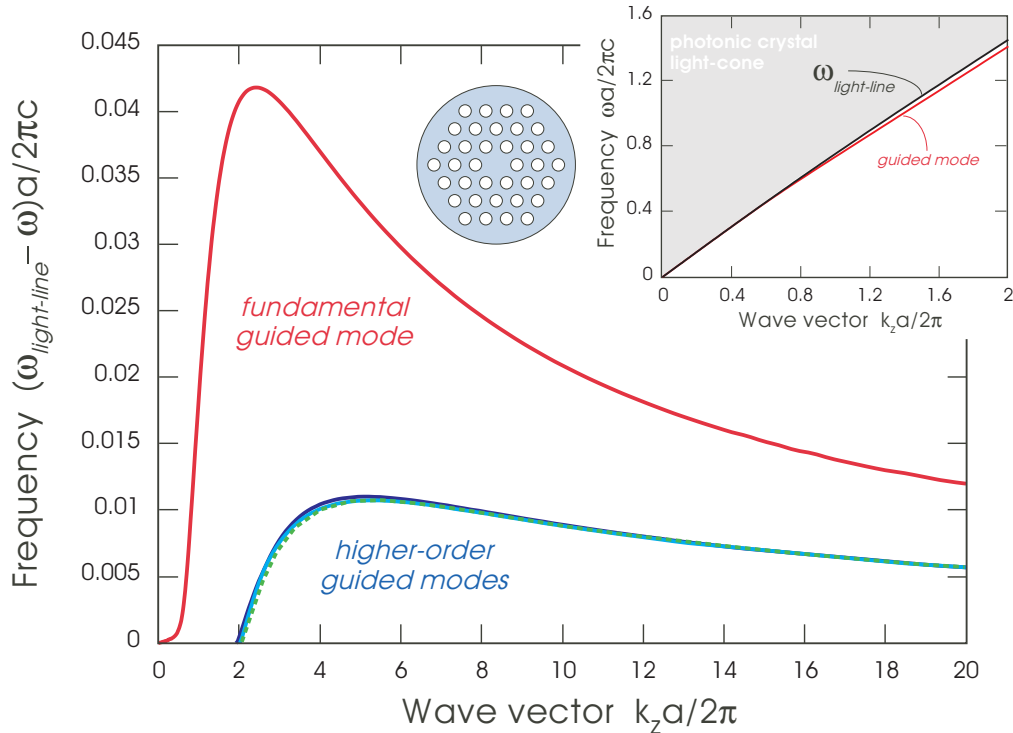 Frequency (ω light-line − ω)a/2πc
0.045
0.04
0.035
0.03
0.025
0.02
0.015
0.01
0.005
0
fundamental
guided mode
higher-order
guided modes
0 2 4 6 8 10 12 14 16 18 20
Wave vector k_z a/2π
Frequency ωa/2πc
1.6
1.2
0.8
0.4
0
photonic crystal
light-cone
ω light-line
guided mode
0 0.4 0.8 1.2 1.6 2
Wave vector k_z a/2π